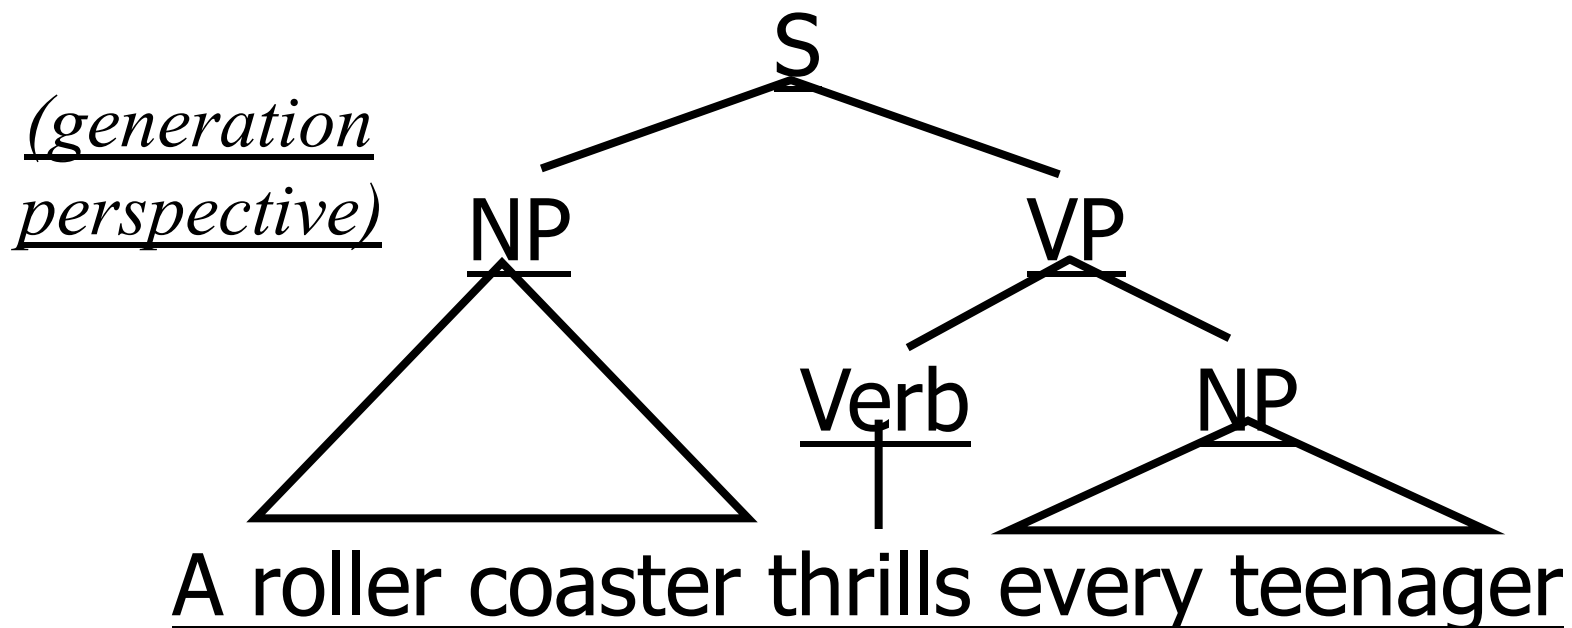 S
(generation
perspective)
NP VP
Verb NP
A roller coaster thrills every teenager